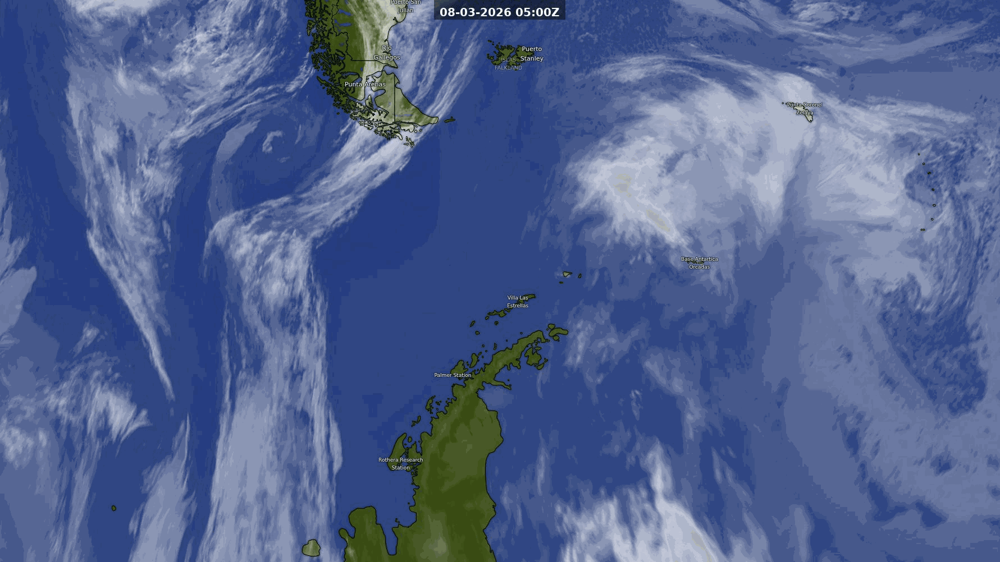 Puerto San
Julián
08-03-2026 05:00Z
Río
Gallegos
Puerto
Stanley
ISLAS
FALKLAND
Punta Arenas
Punta Coronel
Zelaya
Base Antartica
Orcadas
Villa Las
Estrellas
Palmer Station
Rothera Research
Station